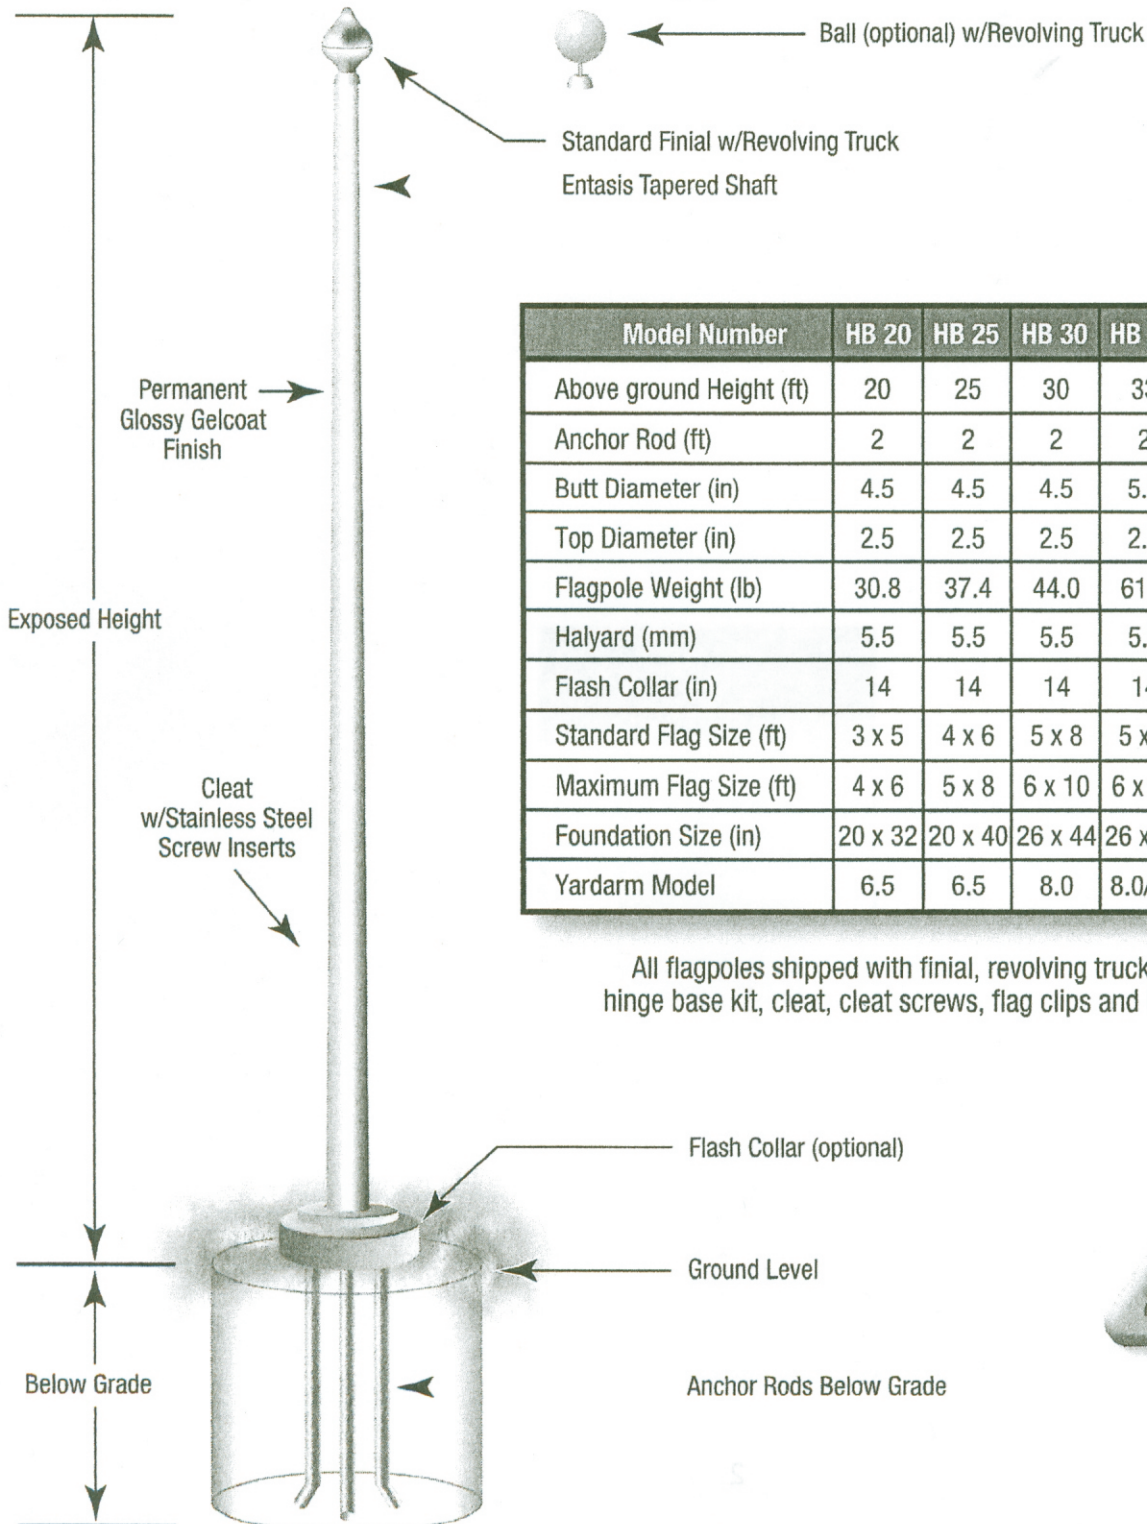 Ball (optional) w/Revolving Truck
Standard Finial w/Revolving Truck
Entasis Tapered Shaft
Permanent
Glossy Gelcoat
Finish
Exposed Height
Cleat
w/Stainless Steel
Screw Inserts
Model Number HB 20 HB 25 HB 30 HB
Above ground Height (ft) 20 25 30
Anchor Rod (ft) 2 2 2
Butt Diameter (in) 4.5 4.5 4.5
Top Diameter (in) 2.5 2.5 2.5
Flagpole Weight (lb) 30.8 37.4 44.0
Halyard (mm) 5.5 5.5 5.5
Flash Collar (in) 14 14 14
Standard Flag Size (ft) 3 x 5 4 x 6 5 x 8
Maximum Flag Size (ft) 4 x 6 5 x 8 6 x 10
Foundation Size (in) 20 x 32 20 x 40 26 x 44
Yardarm Model 6.5 6.5 8.0
All flagpoles shipped with finial, revolving truck
hinge base kit, cleat, cleat screws, flag clips and
Flash Collar (optional)
Ground Level
Below Grade
Anchor Rods Below Grade